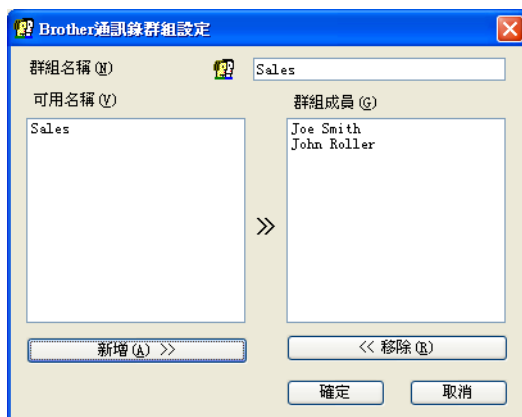 Brother通訊錄群組設定
群組名稱(N)
Sales
可用名稱(V)
群組成員(G)
Sales
Joe Smith
John Roller
新增(A) >>
<< 移除(R)
確定
取消